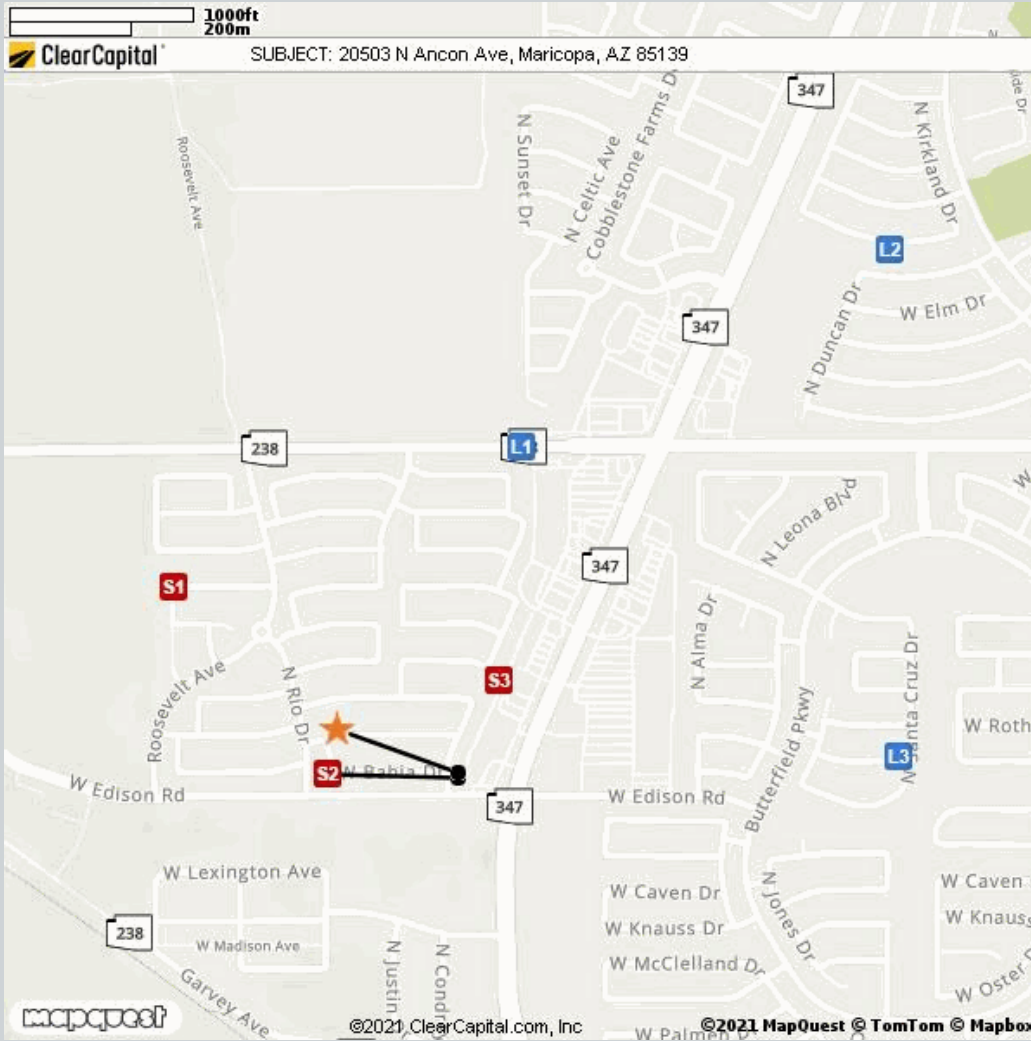 1000ft
200m
ClearCapital
SUBJECT: 20503 N Ancon Ave, Maricopa, AZ 85139
347
N Sunset Dr
N Celtic Ave
Cobblestone Farms D
N Kirkland Dr
Roosevelt Ave
L2
N Duncan Dr
W Elm Dr
347
238
L1
N Leona Blvd
347
S1
N Alma Dr
N Santa Cruz Dr
Roosevelt Ave
N Rio Dr
S3
Butterfield Pkwy
W Roth
L3
S2
W Bahia Dr
W Edison Rd
347
W Edison Rd
W Lexington Ave
W Caven Dr
W Caven
N Jones Dr
238
W Knauss Dr
W Knauss
W Madison Ave
N Justin
N Cond
W McClelland Dr
W Oster
Garvey Ave
mapquest
©2021 ClearCapital.com, Inc
©2021 MapQuest © TomTom © Mapbox
W Palmen D